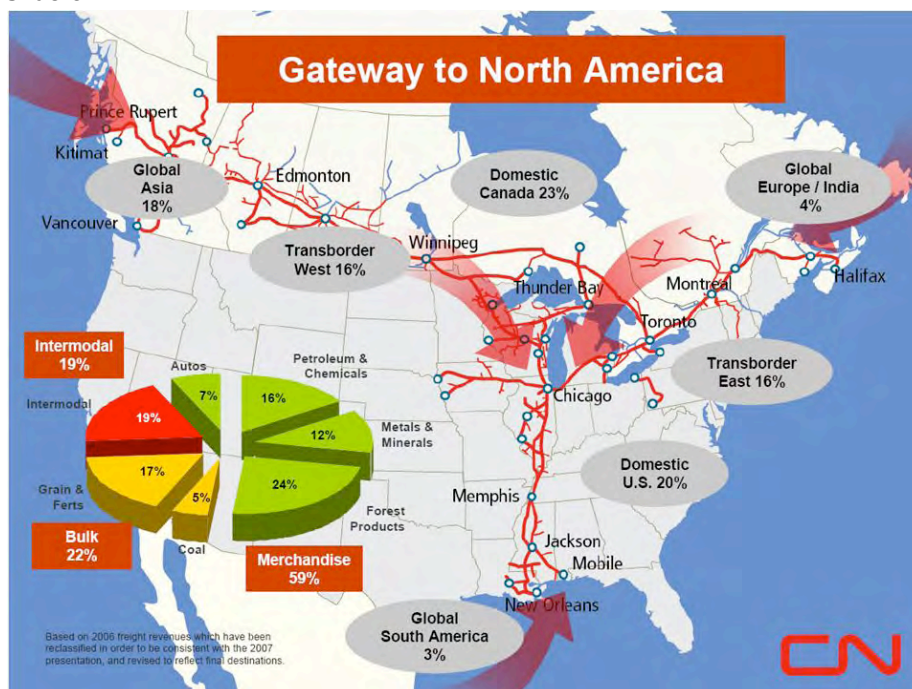 Gateway to North America
Prince Rupert
Kitimat
Global
Asia
18%
Edmonton
Domestic
Canada 23%
Global
Europe / India
4%
Vancouver
Transborder
West 16%
Winnipeg
Thunder Bay
Montreal
Halifax
Toronto
Transborder
East 16%
Chicago
Intermodal
19%
Autos
7%
Petroleum &
Chemicals
16%
Intermodal
19%
12%
Metals &
Minerals
17%
24%
5%
Grain &
Ferts
Forest
Products
Coal
Bulk
22%
Merchandise
59%
Domestic
U.S. 20%
Memphis
Jackson
Mobile
New Orleans
Global
South America
3%
Based on 2006 freight revenues which have been
reclassified in order to be consistent with the 2007
presentation, and revised to reflect final destinations.
CN